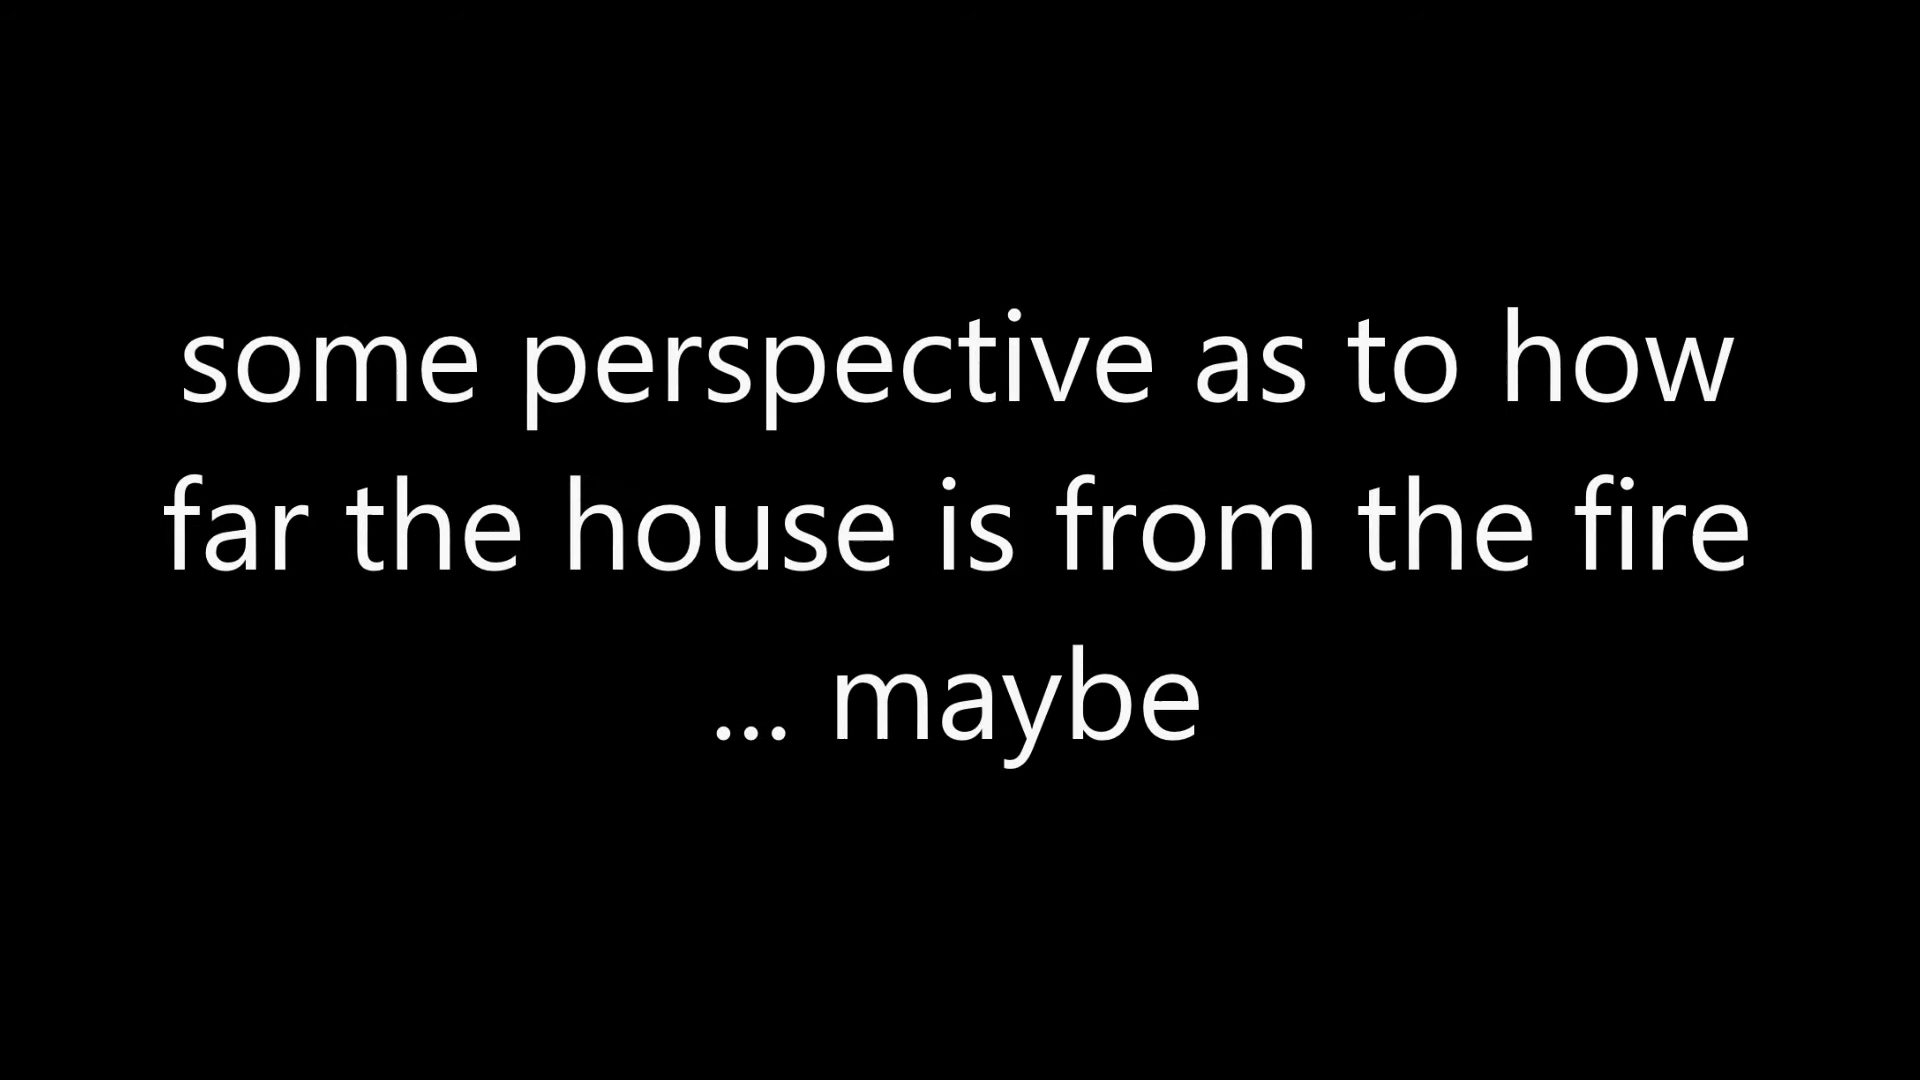 some perspective as to how
far the house is from the fire
... maybe